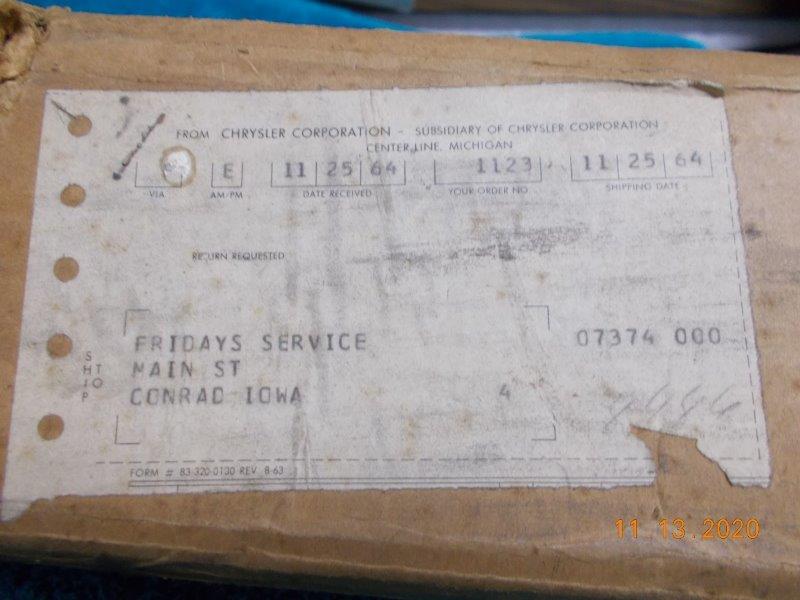 FROM CHRYSLER CORPORATION - SUBSIDIARY OF CHRYSLER CORPORATION
CENTER LINE, MICHIGAN
E 11 25 64 1123 11 25 64
VIA AM/PM DATE RECEIVED YOUR ORDER NO. SHIPPING DATE
RETURN REQUESTED
FRIDAYS SERVICE 07374 000
MAIN ST
CONRAD IOWA 4
SHIP TO
FORM # 83-320-0130 REV. 8-63
11.13.2020